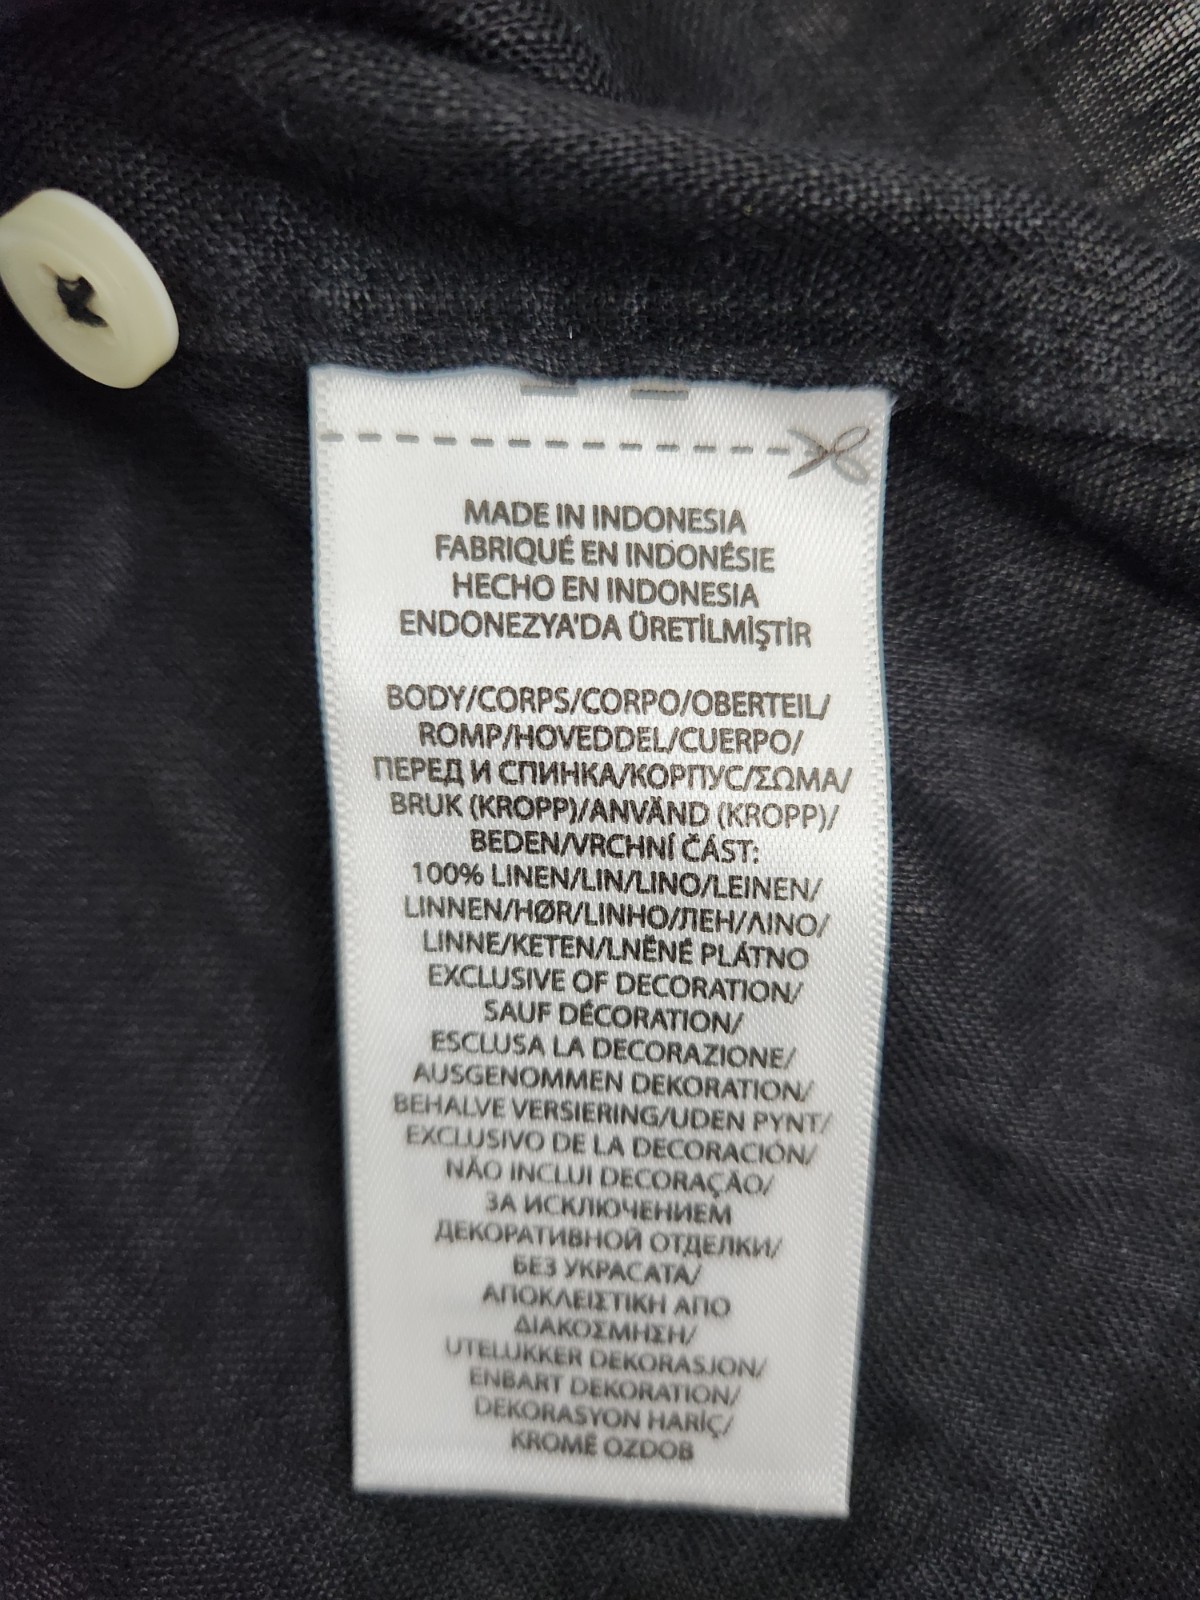 MADE IN INDONESIA
FABRIQUÉ EN INDONÉSIE
HECHO EN INDONESIA
ENDONEZYA'DA ÜRETİLMİŞTİR
BODY/CORPS/CORPO/OBERTEIL/
ROMP/HOVEDDEL/CUERPO/
ПЕРЕД И СПИНКА/КОРПУС/ΣΩΜΑ/
BRUK (KROPP)/ANVÄND (KROPP)/
BEDEN/VRCHNÍ ČÁST:
100% LINEN/LIN/LINO/LEINEN/
LINNEN/HØR/LINHO/ЛЕН/ΛΙΝΟ/
LINNE/KETEN/LNĚNÉ PLÁTNO
EXCLUSIVE OF DECORATION/
SAUF DÉCORATION/
ESCLUSA LA DECORAZIONE/
AUSGENOMMEN DEKORATION/
BEHALVE VERSIERING/UDEN PYNT/
EXCLUSIVO DE LA DECORACIÓN/
NÃO INCLUI DECORAÇÃO/
ЗА ИСКЛЮЧЕНИЕМ
ДЕКОРАТИВНОЙ ОТДЕЛКИ/
БЕЗ УКРАСАТА/
ΑΠΟΚΛΕΙΣΤΙΚΗ ΑΠΟ
ΔΙΑΚΟΣΜΗΣΗ/
UTELUKKER DEKORASJON/
ENBART DEKORATION/
DEKORASYON HARİÇ/
KROMĚ OZDOB